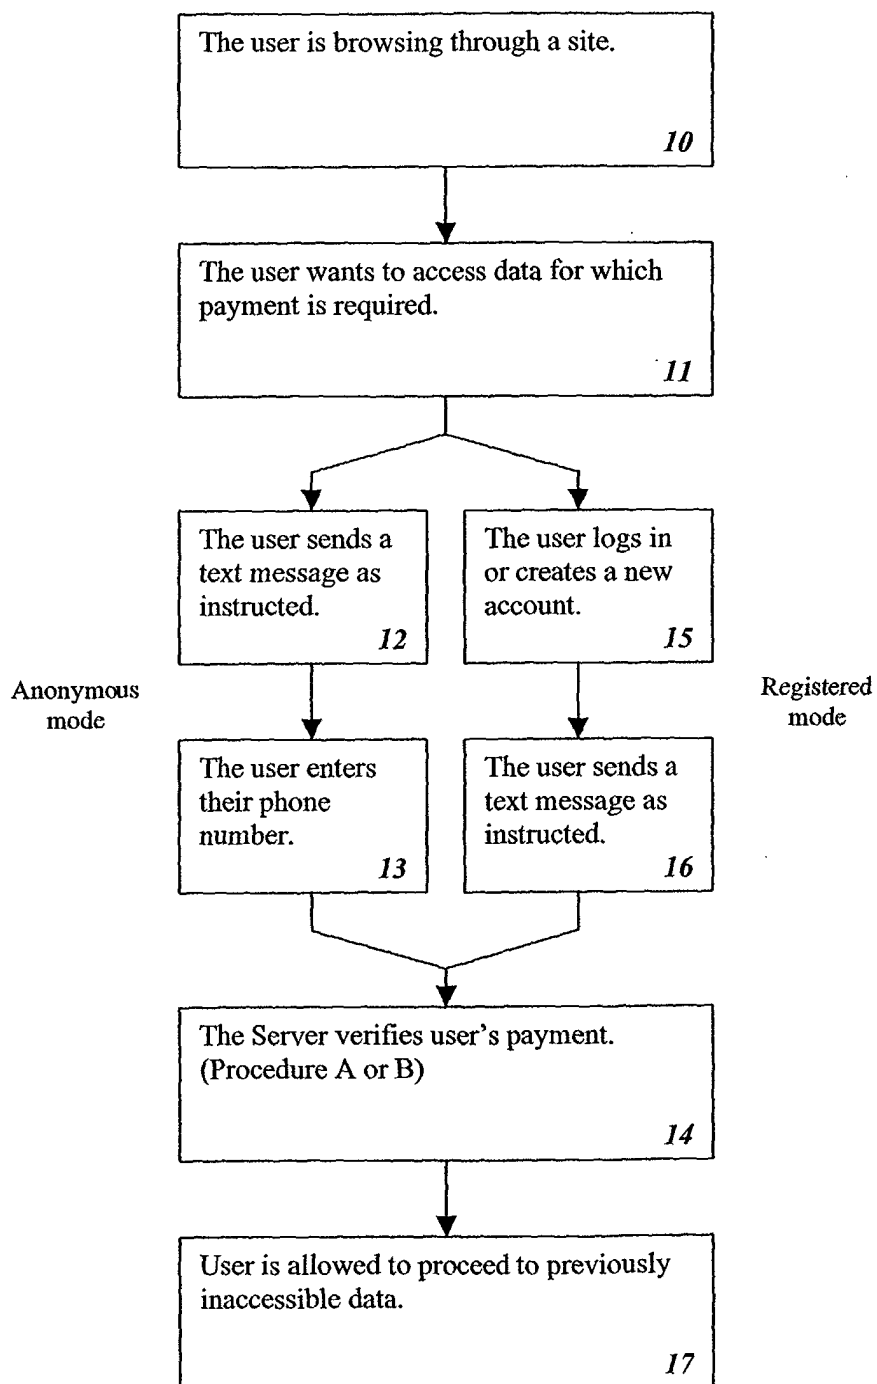 The user is browsing through a site.
10
The user wants to access data for which
payment is required.
11
The user sends a
text message as
instructed.
12
The user logs in
or creates a new
account.
15
Anonymous
mode
Registered
mode
The user enters
their phone
number.
13
The user sends a
text message as
instructed.
16
The Server verifies user's payment.
(Procedure A or B)
14
User is allowed to proceed to previously
inaccessible data.
17